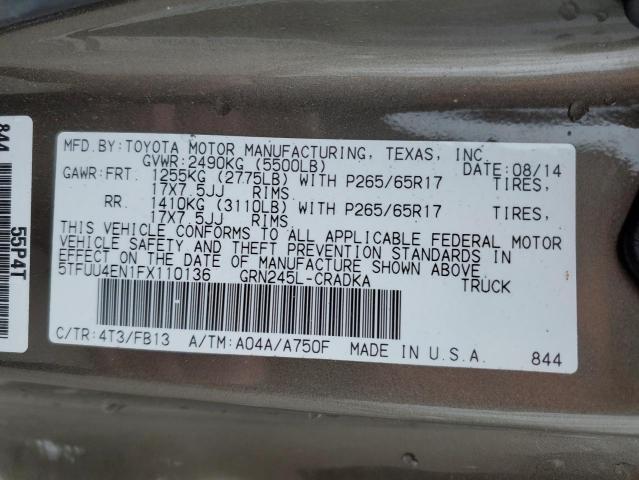 MFD.BY:TOYOTA MOTOR MANUFACTURING, TEXAS, INC.
GVWR:2490KG (5500LB) DATE:08/14
GAWR:FRT. 1255KG (2775LB) WITH P265/65R17 TIRES,
17X7.5JJ RIMS
RR. 1410KG (3110LB) WITH P265/65R17 TIRES,
17X7.5JJ RIMS
THIS VEHICLE CONFORMS TO ALL APPLICABLE FEDERAL MOTOR
VEHICLE SAFETY AND THEFT PREVENTION STANDARDS IN
EFFECT ON THE DATE OF MANUFACTURE SHOWN ABOVE.
5TFUU4EN1FX110136 GRN245L-CRADKA TRUCK
C/TR:4T3/FB13 A/TM:A04A/A750F MADE IN U.S.A. 844
844
55P4T